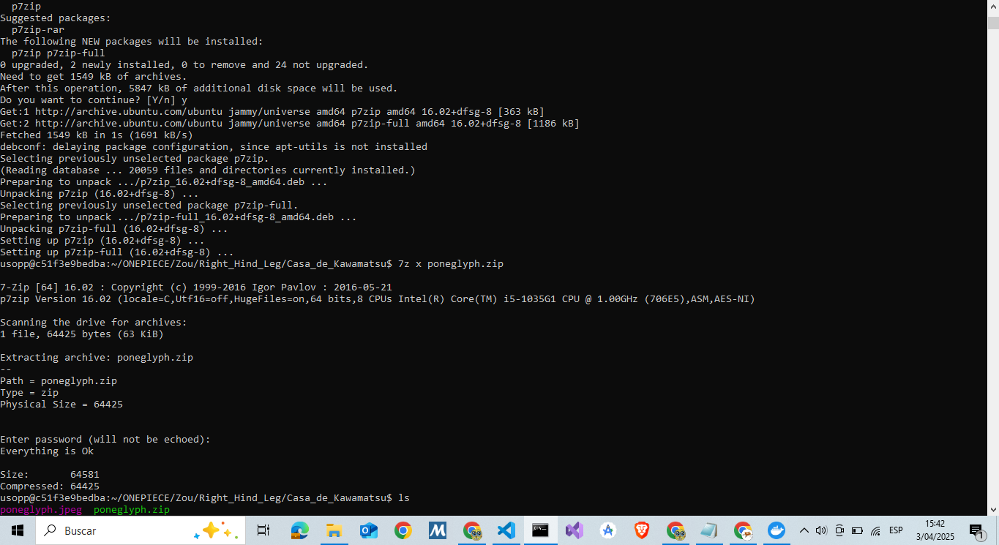 p7zip
Suggested packages:
p7zip-rar
The following NEW packages will be installed:
p7zip p7zip-full
0 upgraded, 2 newly installed, 0 to remove and 24 not upgraded.
Need to get 1549 kB of archives.
After this operation, 5847 kB of additional disk space will be used.
Do you want to continue? [Y/n] y
Get:1 http://archive.ubuntu.com/ubuntu jammy/universe amd64 p7zip amd64 16.02+dfsg-8 [363 kB]
Get:2 http://archive.ubuntu.com/ubuntu jammy/universe amd64 p7zip-full amd64 16.02+dfsg-8 [1186 kB]
Fetched 1549 kB in 1s (1691 kB/s)
debconf: delaying package configuration, since apt-utils is not installed
Selecting previously unselected package p7zip.
(Reading database ... 20059 files and directories currently installed.)
Preparing to unpack .../p7zip_16.02+dfsg-8_amd64.deb ...
Unpacking p7zip (16.02+dfsg-8) ...
Selecting previously unselected package p7zip-full.
Preparing to unpack .../p7zip-full_16.02+dfsg-8_amd64.deb ...
Unpacking p7zip-full (16.02+dfsg-8) ...
Setting up p7zip (16.02+dfsg-8) ...
Setting up p7zip-full (16.02+dfsg-8) ...
usopp@c51f3e9bedba:~/ONEPIECE/Zou/Right_Hind_Leg/Casa_de_Kawamatsu$ 7z x poneglyph.zip
7-Zip [64] 16.02 : Copyright (c) 1999-2016 Igor Pavlov : 2016-05-21
p7zip Version 16.02 (locale=C,Utf16=off,HugeFiles=on,64 bits,8 CPUs Intel(R) Core(TM) i5-1035G1 CPU @ 1.00GHz (706E5),ASM,AES-NI)
Scanning the drive for archives:
1 file, 64425 bytes (63 KiB)
Extracting archive: poneglyph.zip
--
Path = poneglyph.zip
Type = zip
Physical Size = 64425
Enter password (will not be echoed):
Everything is Ok
Size:       64581
Compressed: 64425
usopp@c51f3e9bedba:~/ONEPIECE/Zou/Right_Hind_Leg/Casa_de_Kawamatsu$ ls
poneglyph.jpeg  poneglyph.zip
Buscar
ESP
15:42
3/04/2025
1